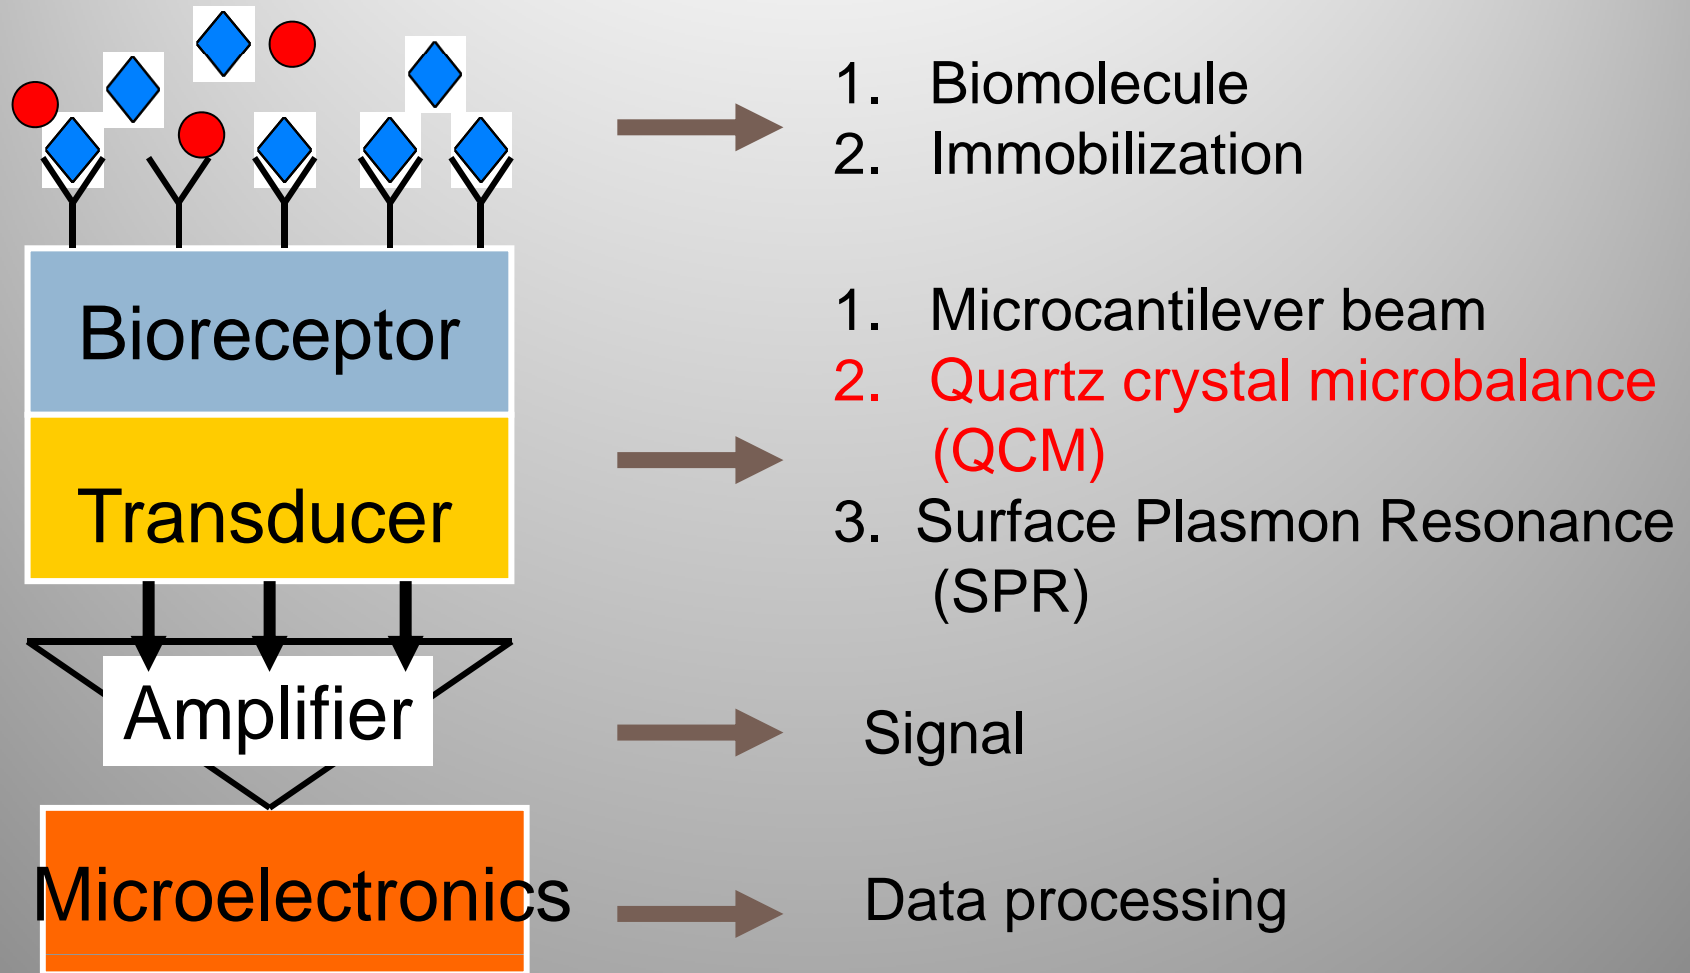 1. Biomolecule
2. Immobilization
Bioreceptor
1. Microcantilever beam
2. Quartz crystal microbalance
(QCM)
Transducer
3. Surface Plasmon Resonance
(SPR)
Amplifier
Signal
Microelectronics
Data processing